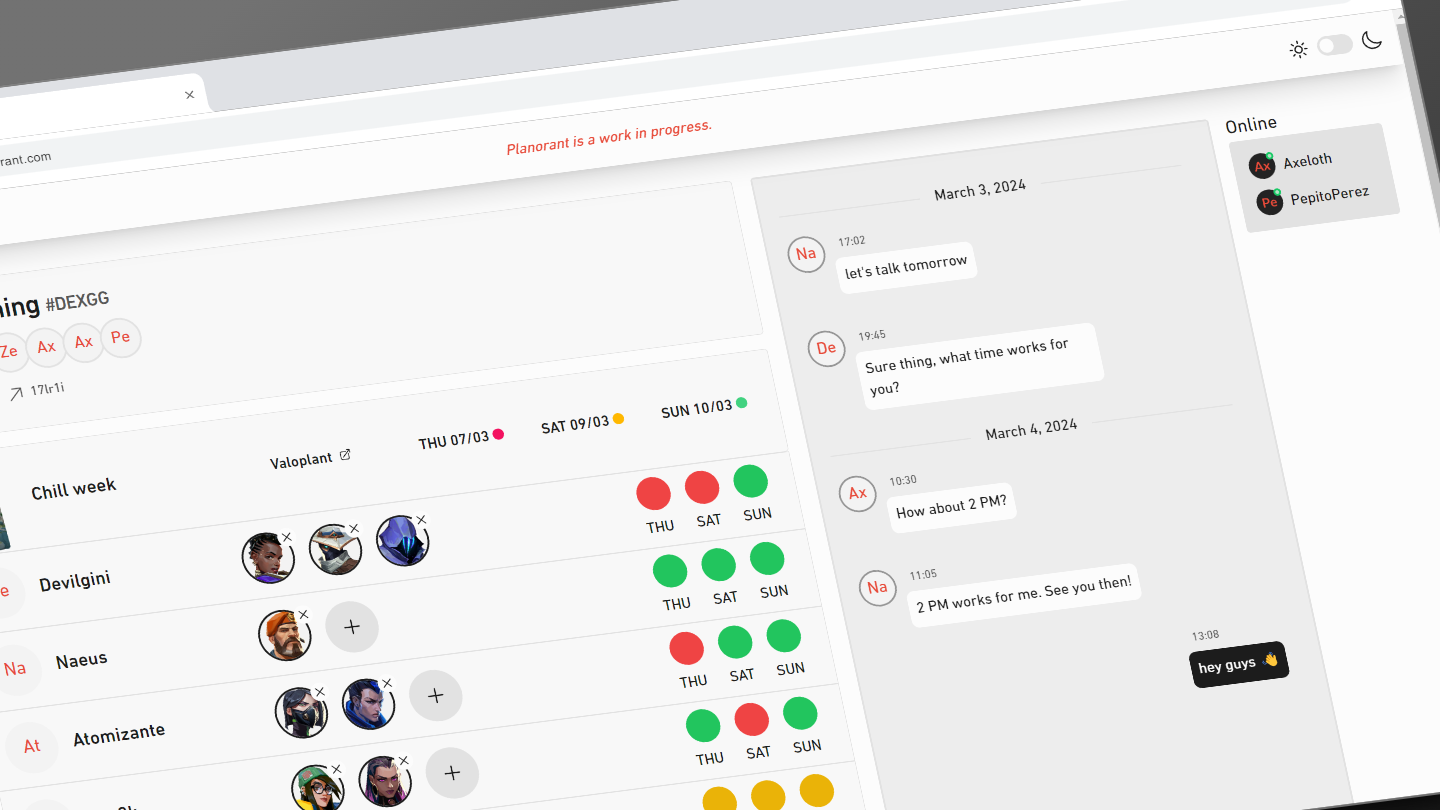 rant.com
Planorant is a work in progress.
#DEXGG
Ze Ax Ax Pe
17lr1i
Chill week
Valoplant
THU 07/03
SAT 09/03
SUN 10/03
Devilgini
THU SAT SUN
Na
Naeus
THU SAT SUN
At
Atomizante
THU SAT SUN
THU SAT SUN
March 3, 2024
17:02
Na
let's talk tomorrow
19:45
De
Sure thing, what time works for
you?
March 4, 2024
10:30
Ax
How about 2 PM?
11:05
Na
2 PM works for me. See you then!
13:08
hey guys 👋
Online
Ax Axeloth
Pe PepitoPerez